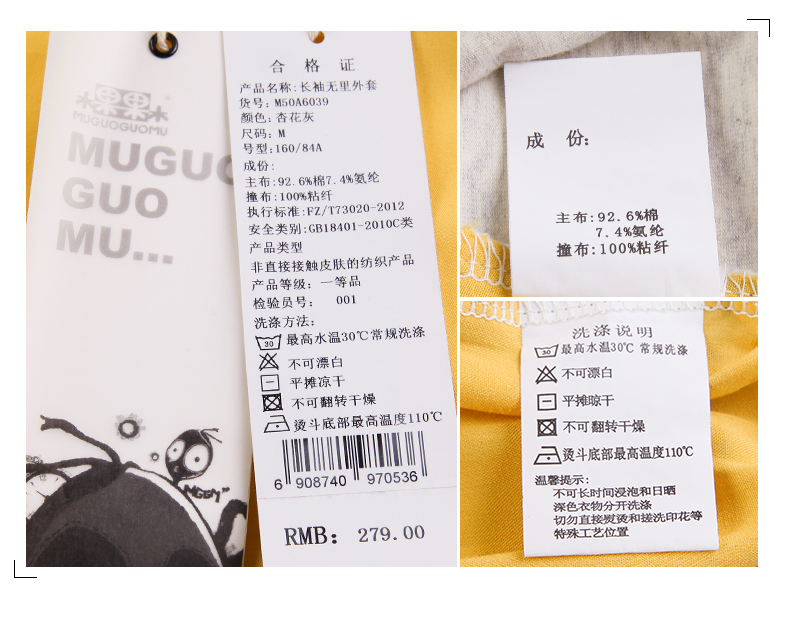 木果果木
MUGUOGUOMU
MUGUO
GUO
MU...
MGGM"
合格证
产品名称:长袖无里外套
货号:M50A6039
颜色:杏花灰
尺码:M
号型:160/84A
成份:
主布:92.6%棉7.4%氨纶
撞布:100%粘纤
执行标准:FZ/T73020-2012
安全类别:GB18401-2010C类
产品类型
非直接接触皮肤的纺织产品
产品等级:一等品
检验员号: 001
洗涤方法:
30 最高水温30℃常规洗涤
不可漂白
平摊凉干
不可翻转干燥
烫斗底部最高温度110℃
6 908740 970536
RMB: 279.00
成 份:
主布:92.6%棉
7.4%氨纶
撞布:100%粘纤
洗涤说明
30 最高水温30℃ 常规洗涤
不可漂白
平摊晾干
不可翻转干燥
烫斗底部最高温度110℃
温馨提示:
不可长时间浸泡和日晒
深色衣物分开洗涤
切勿直接熨烫和搓洗印花等
特殊工艺位置